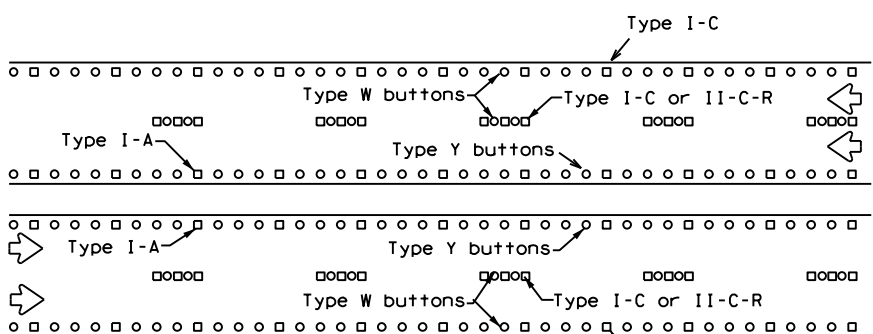 Type I-C
Type W buttons
Type I-C or II-C-R
Type I-A
Type Y buttons
Type I-A
Type Y buttons
Type W buttons
Type I-C or II-C-R